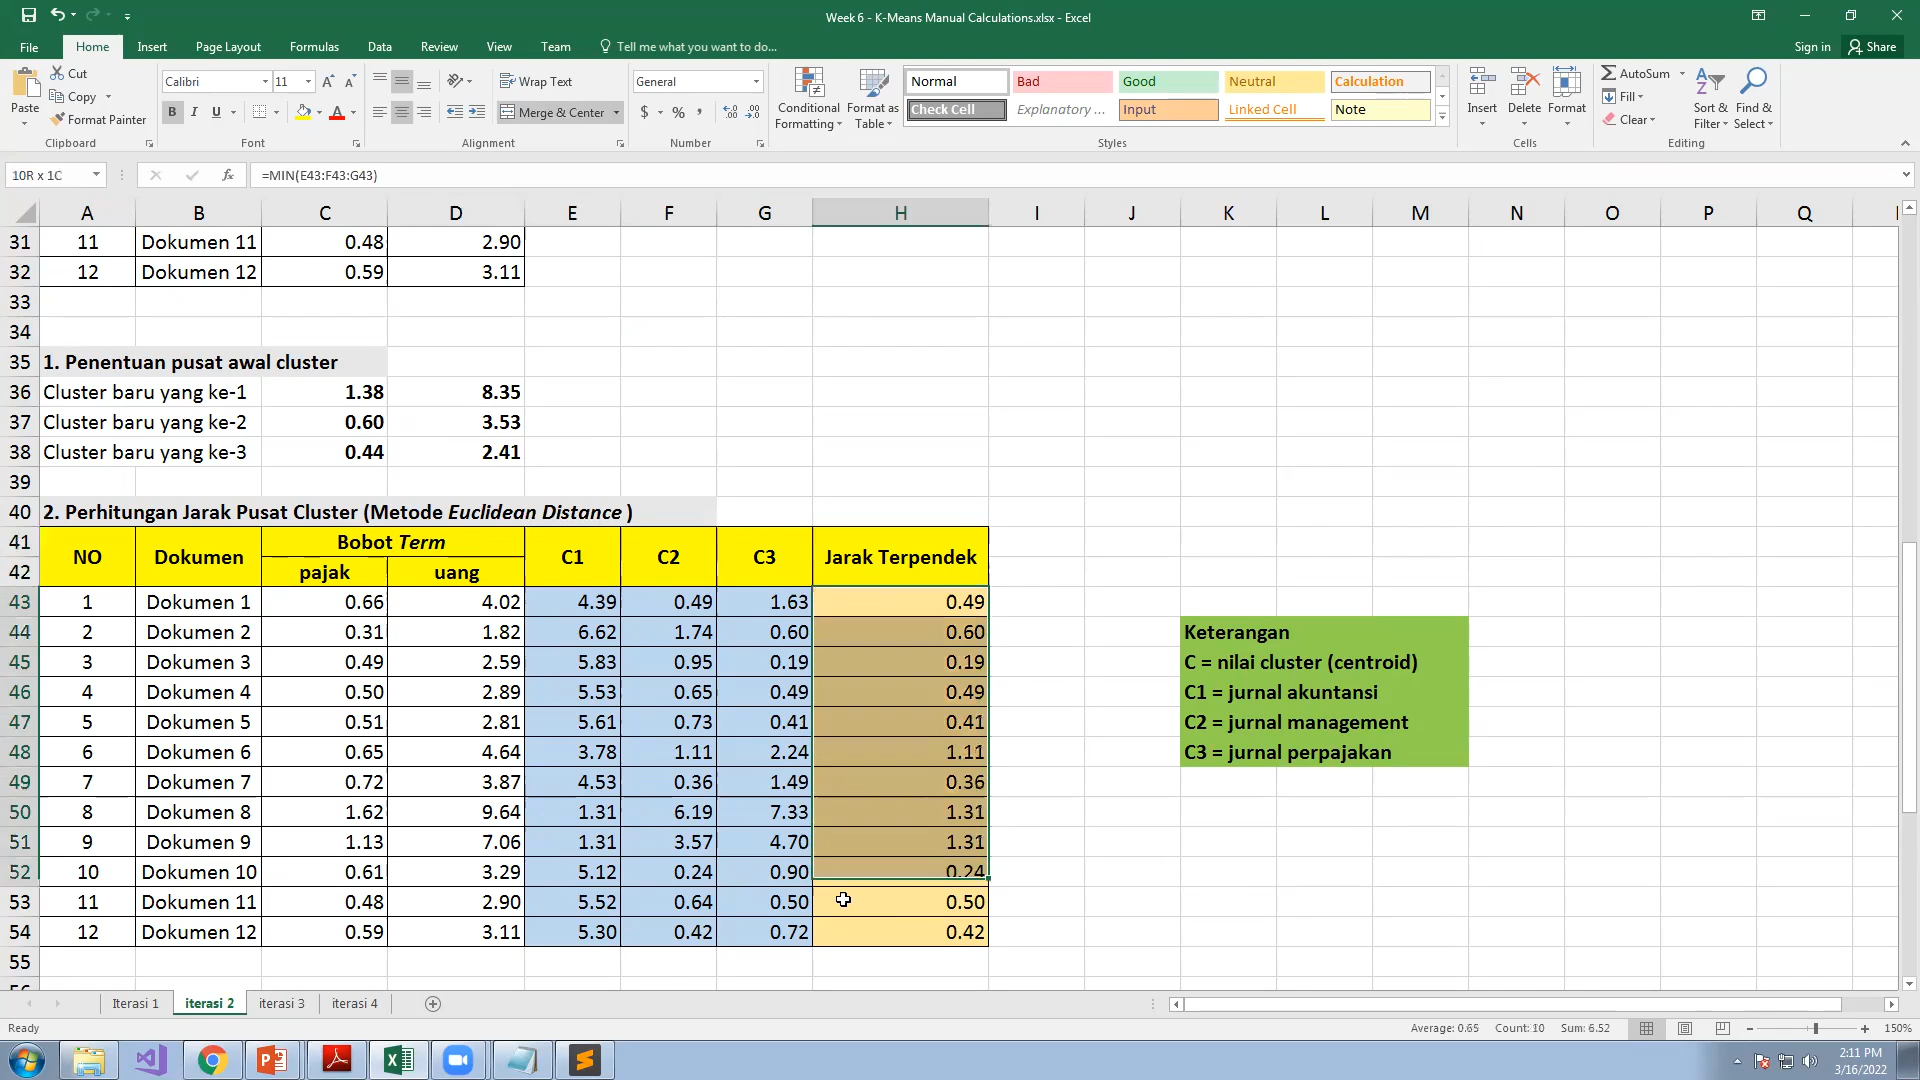 Week 6 - K-Means Manual Calculations.xlsx - Excel
File Home Insert Page Layout Formulas Data Review View Team Tell me what you want to do... Sign in Share
Paste Cut Copy Format Painter Clipboard
Calibri 11 B I U Font
Wrap Text Merge & Center Alignment
General $ % Number
Conditional Formatting Format as Table
Normal Bad Good Neutral Calculation
Check Cell Explanatory ... Input Linked Cell Note
Styles
Insert Delete Format Cells
AutoSum Fill Clear Sort & Filter Find & Select Editing
10R x 1C fx =MIN(E43:F43:G43)
A B C D E F G H I J K L M N O P Q
31 11 Dokumen 11 0.48 2.90
32 12 Dokumen 12 0.59 3.11
33
34
35 1. Penentuan pusat awal cluster
36 Cluster baru yang ke-1 1.38 8.35
37 Cluster baru yang ke-2 0.60 3.53
38 Cluster baru yang ke-3 0.44 2.41
39
40 2. Perhitungan Jarak Pusat Cluster (Metode Euclidean Distance )
41 NO Dokumen Bobot Term C1 C2 C3 Jarak Terpendek
42 pajak uang
43 1 Dokumen 1 0.66 4.02 4.39 0.49 1.63 0.49
44 2 Dokumen 2 0.31 1.82 6.62 1.74 0.60 0.60 Keterangan
45 3 Dokumen 3 0.49 2.59 5.83 0.95 0.19 0.19 C = nilai cluster (centroid)
46 4 Dokumen 4 0.50 2.89 5.53 0.65 0.49 0.49 C1 = jurnal akuntansi
47 5 Dokumen 5 0.51 2.81 5.61 0.73 0.41 0.41 C2 = jurnal management
48 6 Dokumen 6 0.65 4.64 3.78 1.11 2.24 1.11 C3 = jurnal perpajakan
49 7 Dokumen 7 0.72 3.87 4.53 0.36 1.49 0.36
50 8 Dokumen 8 1.62 9.64 1.31 6.19 7.33 1.31
51 9 Dokumen 9 1.13 7.06 1.31 3.57 4.70 1.31
52 10 Dokumen 10 0.61 3.29 5.12 0.24 0.90 0.24
53 11 Dokumen 11 0.48 2.90 5.52 0.64 0.50 0.50
54 12 Dokumen 12 0.59 3.11 5.30 0.42 0.72 0.42
55
Iterasi 1 iterasi 2 iterasi 3 iterasi 4
Ready Average: 0.65 Count: 10 Sum: 6.52 150%
2:11 PM
3/16/2022